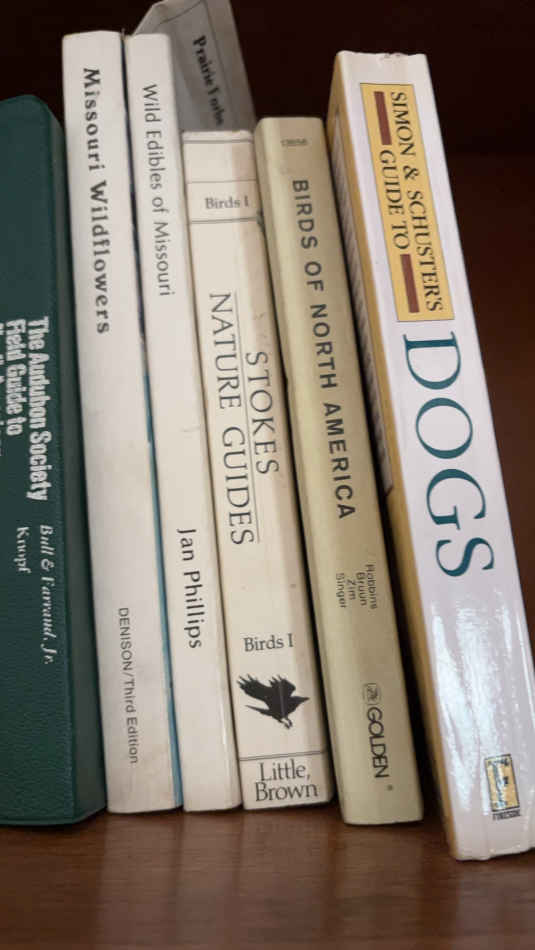 The Audubon Society
Field Guide to
Bull & Farrand, Jr.
Knopf
Missouri Wildflowers
DENISON/Third Edition
Wild Edibles of Missouri
Jan Phillips
Prairie Forbs
Birds I
STOKES
NATURE GUIDES
Birds I
Little,
Brown
13656
BIRDS OF NORTH AMERICA
Robbins
Bruun
Zim
Singer
GOLDEN
SIMON & SCHUSTER'S
GUIDE TO
DOGS